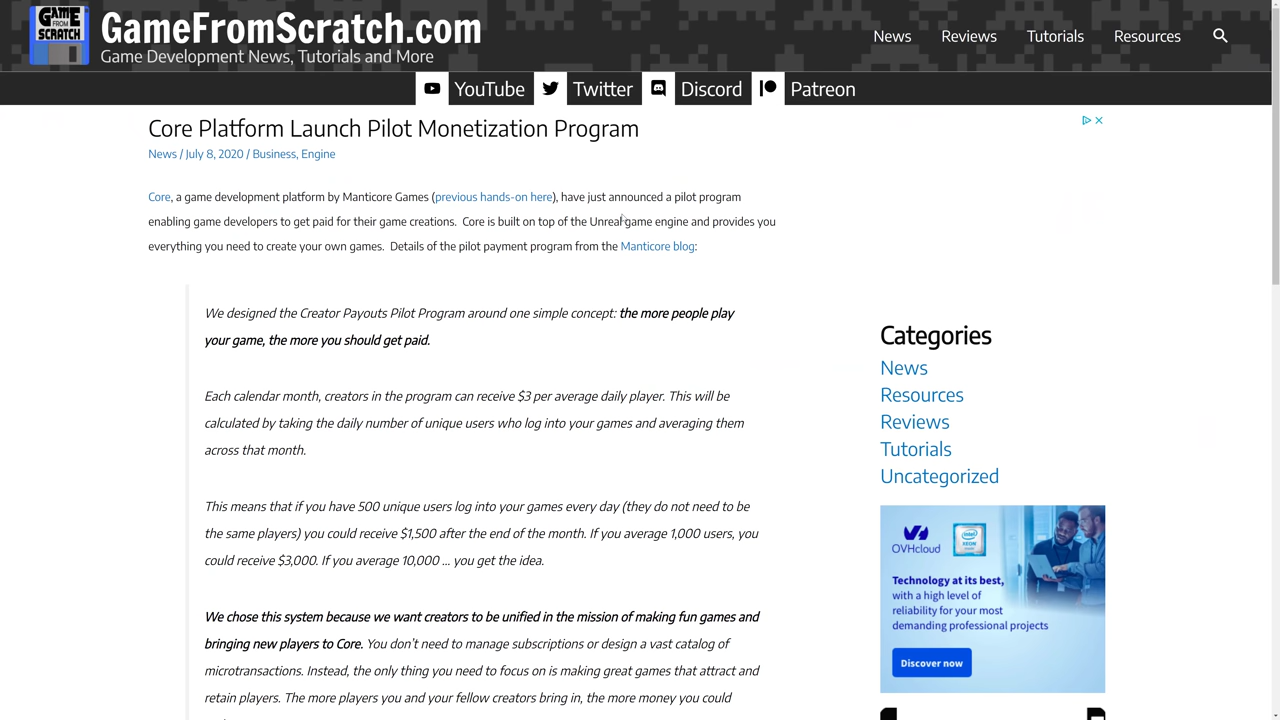 GAME
FROM
SCRATCH
GameFromScratch.com
Game Development News, Tutorials and More
News Reviews Tutorials Resources
YouTube Twitter Discord Patreon
Core Platform Launch Pilot Monetization Program
News / July 8, 2020 / Business, Engine
Core, a game development platform by Manticore Games (previous hands-on here), have just announced a pilot program
enabling game developers to get paid for their game creations. Core is built on top of the Unreal game engine and provides you
everything you need to create your own games. Details of the pilot payment program from the Manticore blog:
We designed the Creator Payouts Pilot Program around one simple concept: the more people play
your game, the more you should get paid.
Each calendar month, creators in the program can receive $3 per average daily player. This will be
calculated by taking the daily number of unique users who log into your games and averaging them
across that month.
This means that if you have 500 unique users log into your games every day (they do not need to be
the same players) you could receive $1,500 after the end of the month. If you average 1,000 users, you
could receive $3,000. If you average 10,000 … you get the idea.
We chose this system because we want creators to be unified in the mission of making fun games and
bringing new players to Core. You don't need to manage subscriptions or design a vast catalog of
microtransactions. Instead, the only thing you need to focus on is making great games that attract and
retain players. The more players you and your fellow creators bring in, the more money you could
Categories
News
Resources
Reviews
Tutorials
Uncategorized
OVHcloud
intel
XEON
Technology at its best,
with a high level of
reliability for your most
demanding professional projects
Discover now